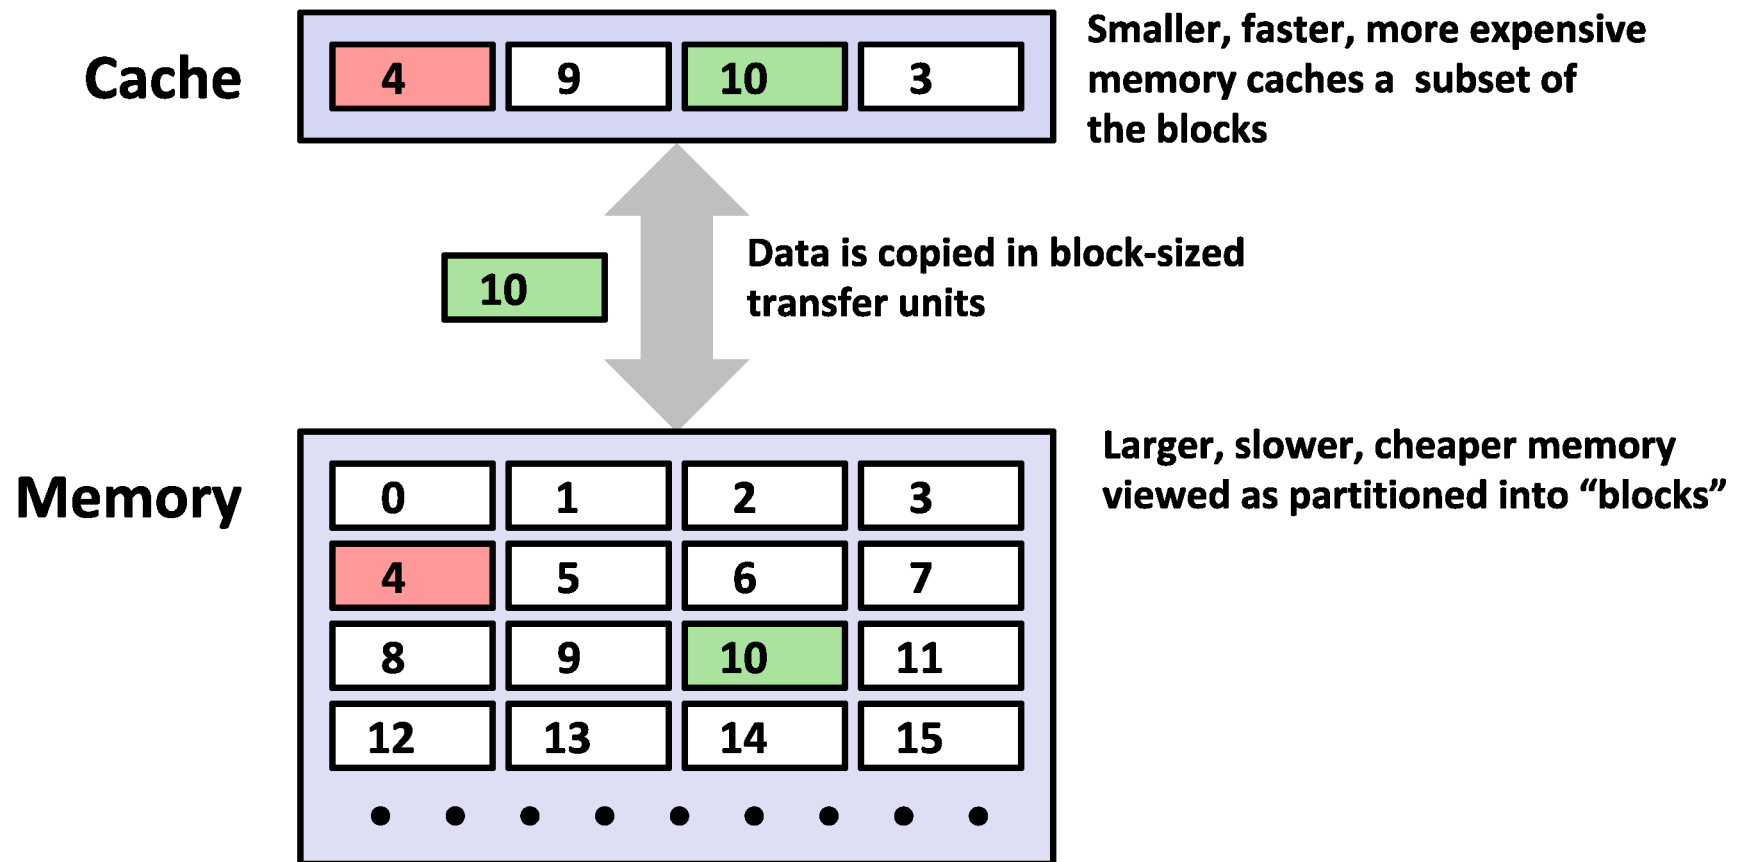 Cache
4 9 10 3
Smaller, faster, more expensive
memory caches a subset of
the blocks
10
Data is copied in block-sized
transfer units
Memory
0 1 2 3
4 5 6 7
8 9 10 11
12 13 14 15
Larger, slower, cheaper memory
viewed as partitioned into “blocks”